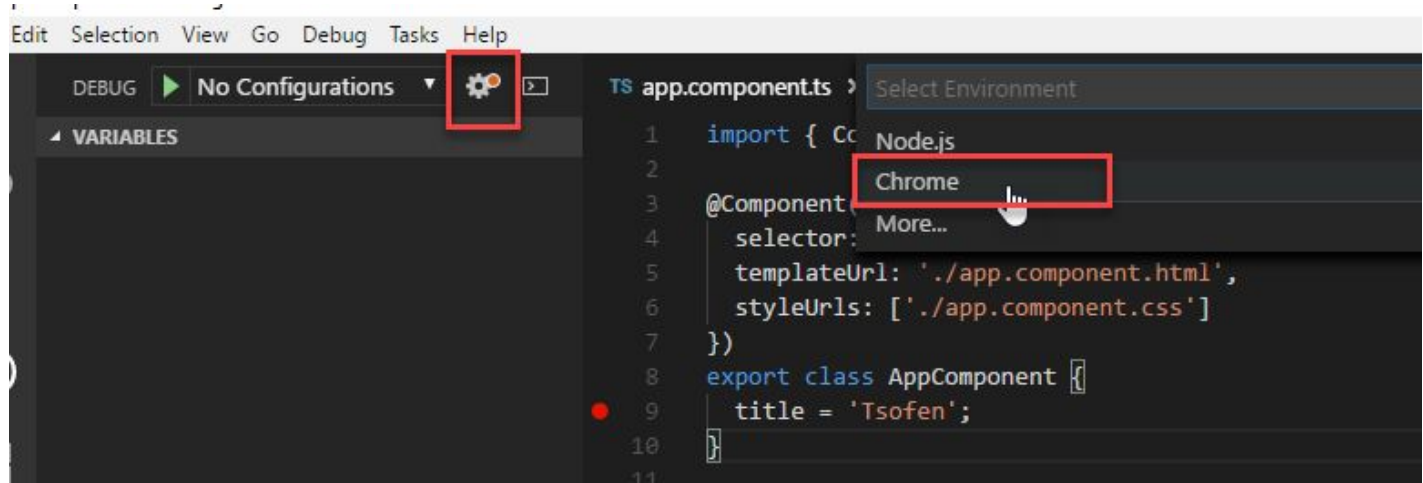 Edit Selection View Go Debug Tasks Help
DEBUG No Configurations
VARIABLES
TS app.component.ts
Select Environment
Node.js
Chrome
More...
1 import { Co
2
3 @Component(
4 selector:
5 templateUrl: './app.component.html',
6 styleUrls: ['./app.component.css']
7 })
8 export class AppComponent {
9 title = 'Tsofen';
10 }
11